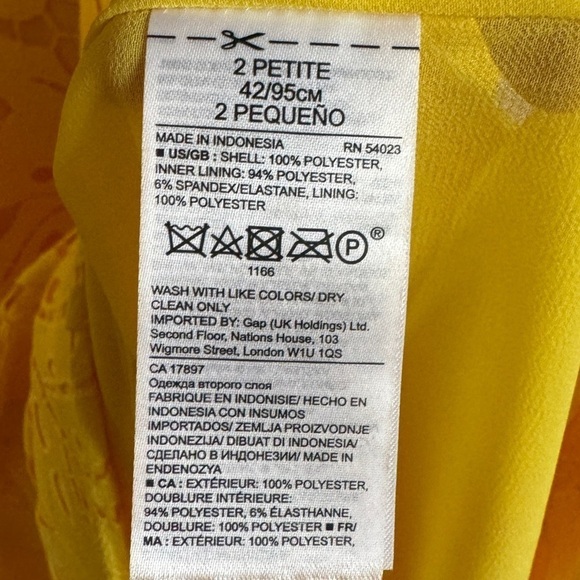 2 PETITE
42/95CM
2 PEQUEÑO
MADE IN INDONESIA RN 54023
■ US/GB : SHELL: 100% POLYESTER,
INNER LINING: 94% POLYESTER,
6% SPANDEX/ELASTANE, LINING:
100% POLYESTER
P®
1166
WASH WITH LIKE COLORS/ DRY
CLEAN ONLY
IMPORTED BY: Gap (UK Holdings) Ltd.
Second Floor, Nations House, 103
Wigmore Street, London W1U 1QS
CA 17897
Одежда второго слоя
FABRIQUE EN INDONISIE/ HECHO EN
INDONESIA CON INSUMOS
IMPORTADOS/ ZEMLJA PROIZVODNJE
INDONEZIJA/ DIBUAT DI INDONESIA/
СДЕЛАНО В ИНДОНЕЗИИ/ MADE IN
ENDENOZYA
■ CA : EXTÉRIEUR: 100% POLYESTER,
DOUBLURE INTÉRIEURE:
94% POLYESTER, 6% ÉLASTHANNE,
DOUBLURE: 100% POLYESTER ■ FR/
MA : EXTÉRIEUR: 100% POLYESTER,